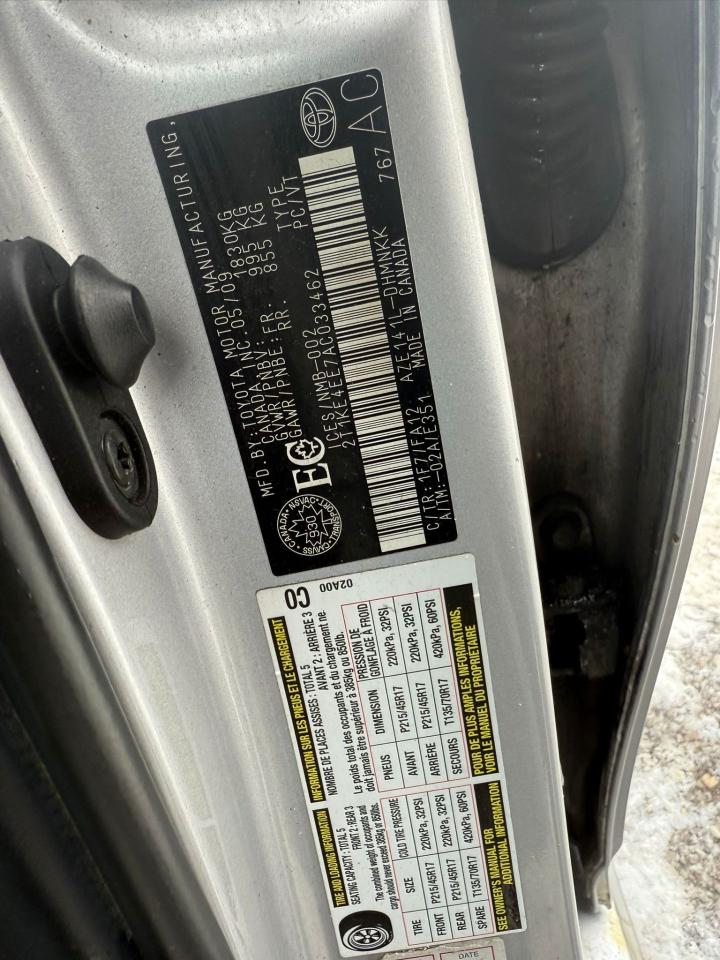 MFD.BY:TOYOTA MOTOR MANUFACTURING,
CANADA INC. 05/09
GVWR/PNBV: 1830KG
GAWR/PNBE:FR: 995 KG
RR. 855 KG
TYPE
CES/NMB-002 PC/VT
2T1KE4EE7AC033462
CANADA · NSVAC
930
CMVSS · TRANSPORT
767 AC
C/TR:1F7/FA12 AZE141L-DHMNKK
A/TM:-02A/E351 MADE IN CANADA
TIRE AND LOADING INFORMATION
SEATING CAPACITY : TOTAL 5
FRONT 2 : REAR 3
The combined weight of occupants and
cargo should never exceed 385kg or 850lbs.
TIRE SIZE COLD TIRE PRESSURE
FRONT P215/45R17 220kPa, 32PSI
REAR P215/45R17 220kPa, 32PSI
SPARE T135/70R17 420kPa, 60PSI
SEE OWNER'S MANUAL FOR
ADDITIONAL INFORMATION
INFORMATION SUR LES PNEUS ET LE CHARGEMENT
NOMBRE DE PLACES ASSISES : TOTAL 5
AVANT 2 : ARRIÈRE 3
Le poids total des occupants et du chargement ne
doit jamais être supérieur à 385kg ou 850lb.
PNEUS DIMENSION PRESSION DE
GONFLAGE À FROID
AVANT P215/45R17 220kPa, 32PSI
ARRIÈRE P215/45R17 220kPa, 32PSI
SECOURS T135/70R17 420kPa, 60PSI
POUR DE PLUS AMPLES INFORMATIONS,
VOIR LE MANUEL DU PROPRIÉTAIRE
C0
02A00
DATE